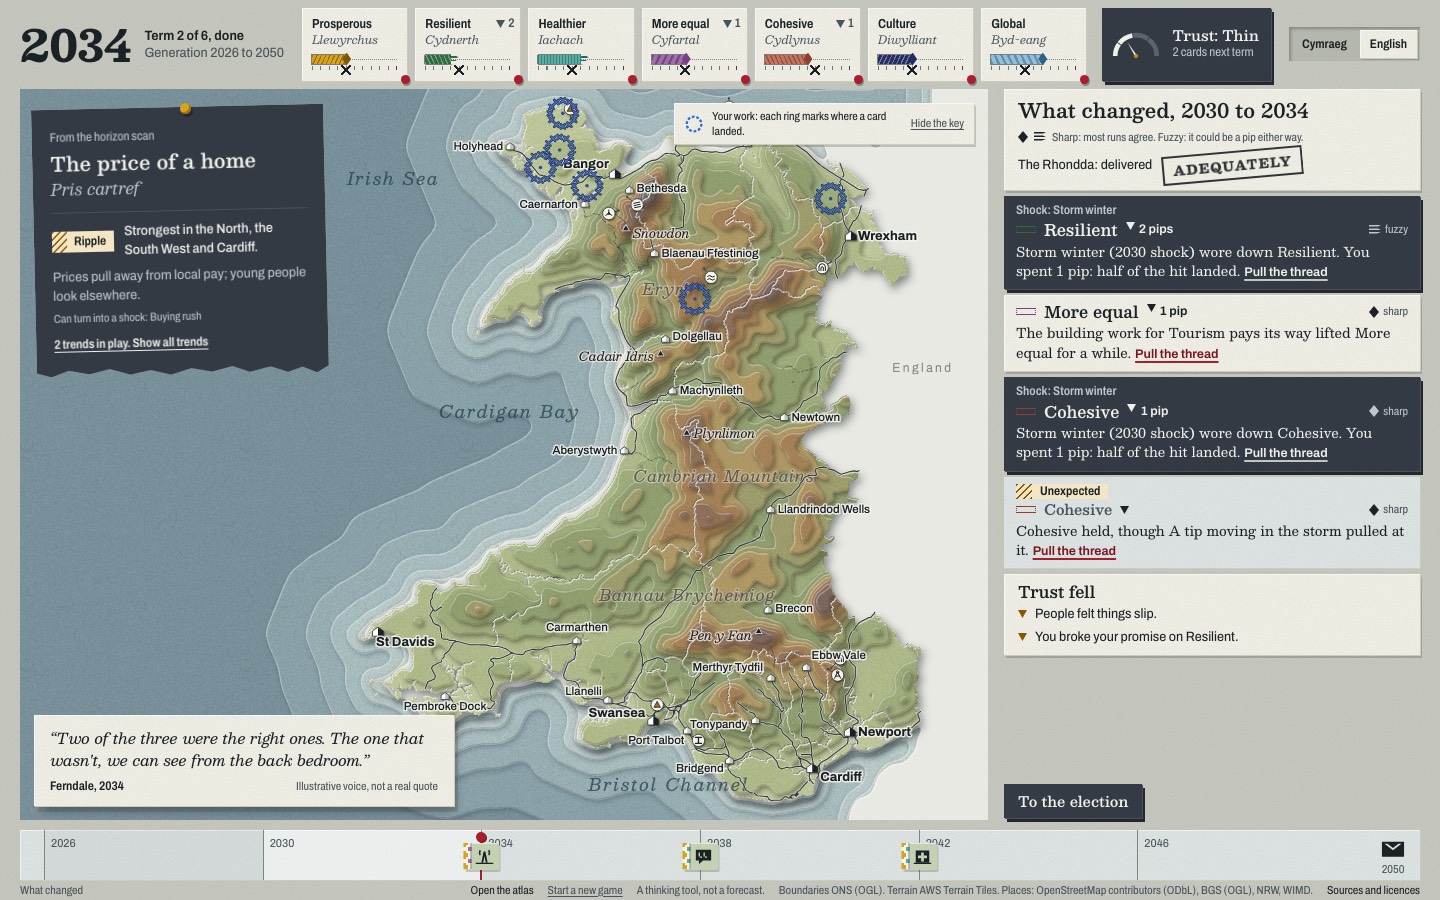 2034
Term 2 of 6, done
Generation 2026 to 2050
Prosperous
Llewyrchus
Resilient
2
Cydnerth
Healthier
Iachach
More equal
1
Cyfartal
Cohesive
1
Cydlynus
Culture
Diwylliant
Global
Byd-eang
Trust: Thin
2 cards next term
Cymraeg
English
From the horizon scan
The price of a home
Pris cartref
Ripple
Strongest in the North, the
South West and Cardiff.
Prices pull away from local pay; young people
look elsewhere.
Can turn into a shock: Buying rush
2 trends in play. Show all trends
Your work: each ring marks where a card
landed.
Hide the key
Irish Sea
Holyhead
Bangor
Bethesda
Caernarfon
Snowdon
Wrexham
Blaenau Ffestiniog
Eryri
Dolgellau
Cadair Idris
England
Machynlleth
Cardigan Bay
Newtown
Plynlimon
Aberystwyth
Cambrian Mountains
Llandrindod Wells
Bannau Brycheiniog
Brecon
Carmarthen
St Davids
Pen y Fan
Ebbw Vale
Merthyr Tydfil
Llanelli
Pembroke Dock
Swansea
Tonypandy
Port Talbot
Newport
Bridgend
Cardiff
Bristol Channel
“Two of the three were the right ones. The one that
wasn't, we can see from the back bedroom.”
Ferndale, 2034
Illustrative voice, not a real quote
What changed, 2030 to 2034
Sharp: most runs agree. Fuzzy: it could be a pip either way.
The Rhondda: delivered
ADEQUATELY
Shock: Storm winter
Resilient
2 pips
fuzzy
Storm winter (2030 shock) wore down Resilient. You
spent 1 pip: half of the hit landed. Pull the thread
More equal
1 pip
sharp
The building work for Tourism pays its way lifted More
equal for a while. Pull the thread
Shock: Storm winter
Cohesive
1 pip
sharp
Storm winter (2030 shock) wore down Cohesive. You
spent 1 pip: half of the hit landed. Pull the thread
Unexpected
Cohesive
sharp
Cohesive held, though A tip moving in the storm pulled at
it. Pull the thread
Trust fell
People felt things slip.
You broke your promise on Resilient.
To the election
2026
2030
2034
2038
2042
2046
2050
What changed
Open the atlas
Start a new game
A thinking tool, not a forecast.
Boundaries ONS (OGL). Terrain AWS Terrain Tiles. Places: OpenStreetMap contributors (ODbL), BGS (OGL), NRW, WIMD.
Sources and licences